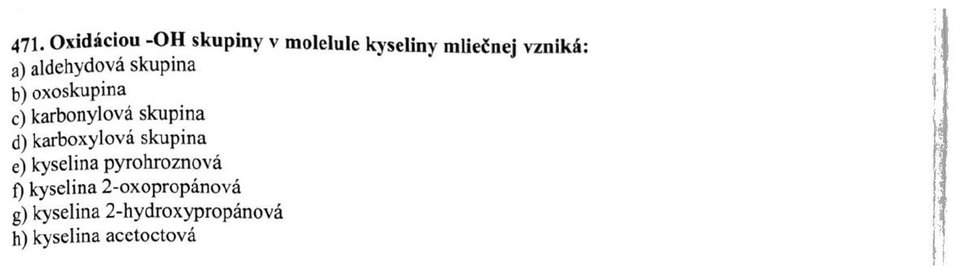 471. Oxidáciou -OH skupiny v molelule kyseliny mliečnej vzniká:
a) aldehydová skupina
b) oxoskupina
c) karbonylová skupina
d) karboxylová skupina
e) kyselina pyrohroznová
f) kyselina 2-oxopropánová
g) kyselina 2-hydroxypropánová
h) kyselina acetoctová